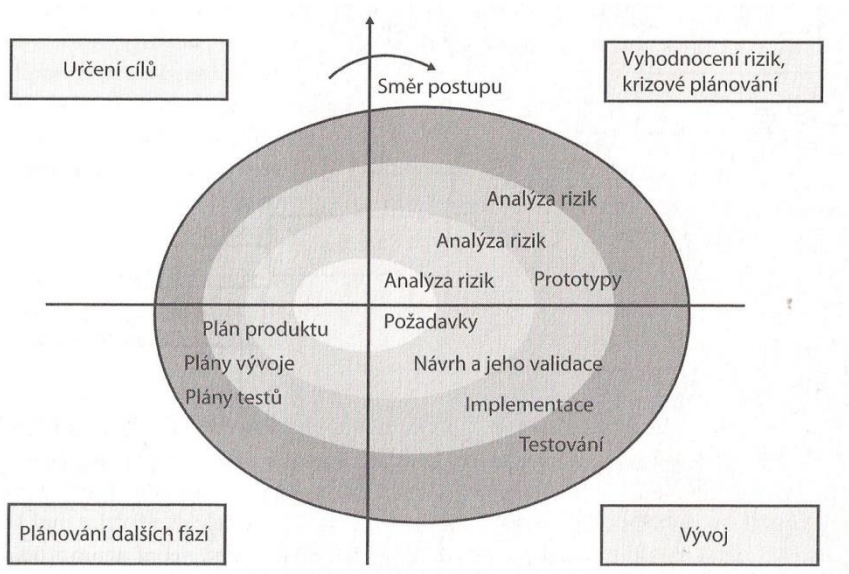 Určení cílů
Vyhodnocení rizik,
krizové plánování
Směr postupu
Analýza rizik
Analýza rizik
Analýza rizik
Prototypy
Plán produktu
Požadavky
Plány vývoje
Návrh a jeho validace
Plány testů
Implementace
Testování
Plánování dalších fází
Vývoj